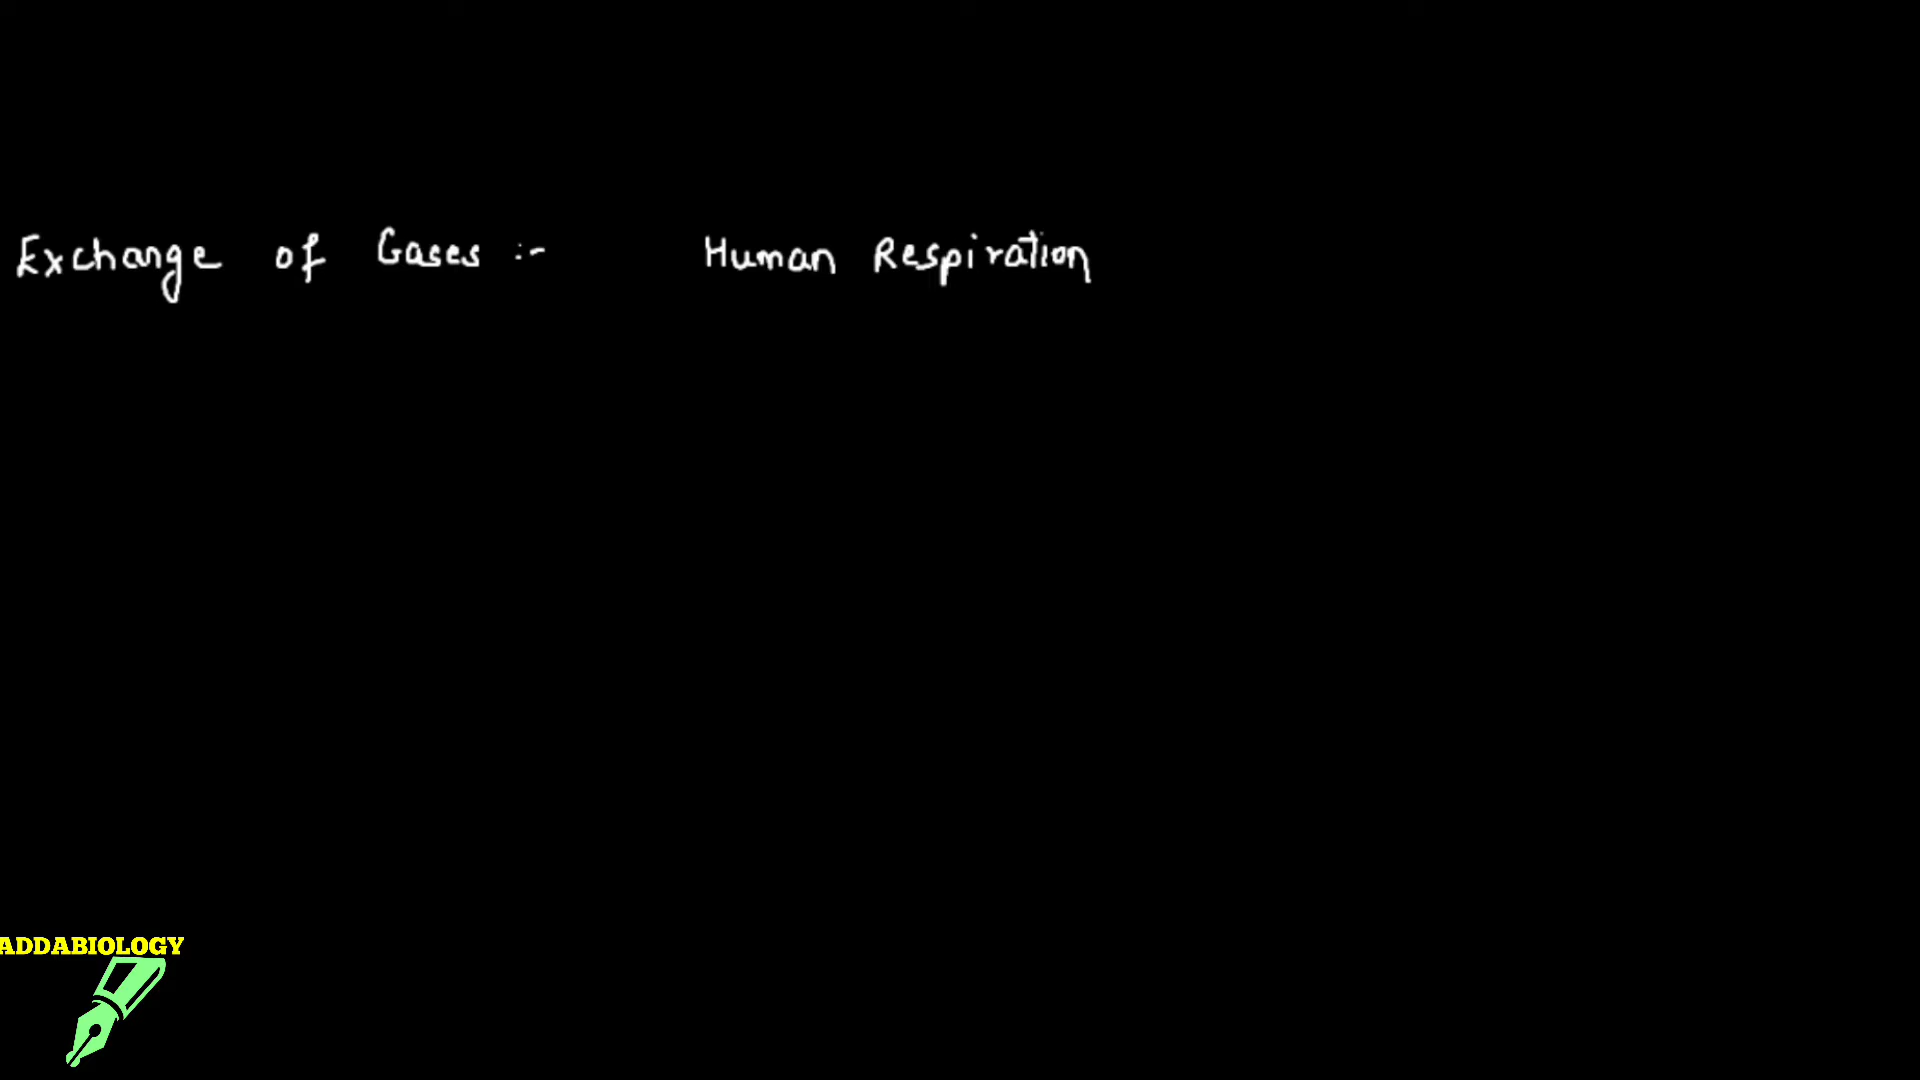 Exchange of Gases :- Human Respiration
ADDABIOLOGY